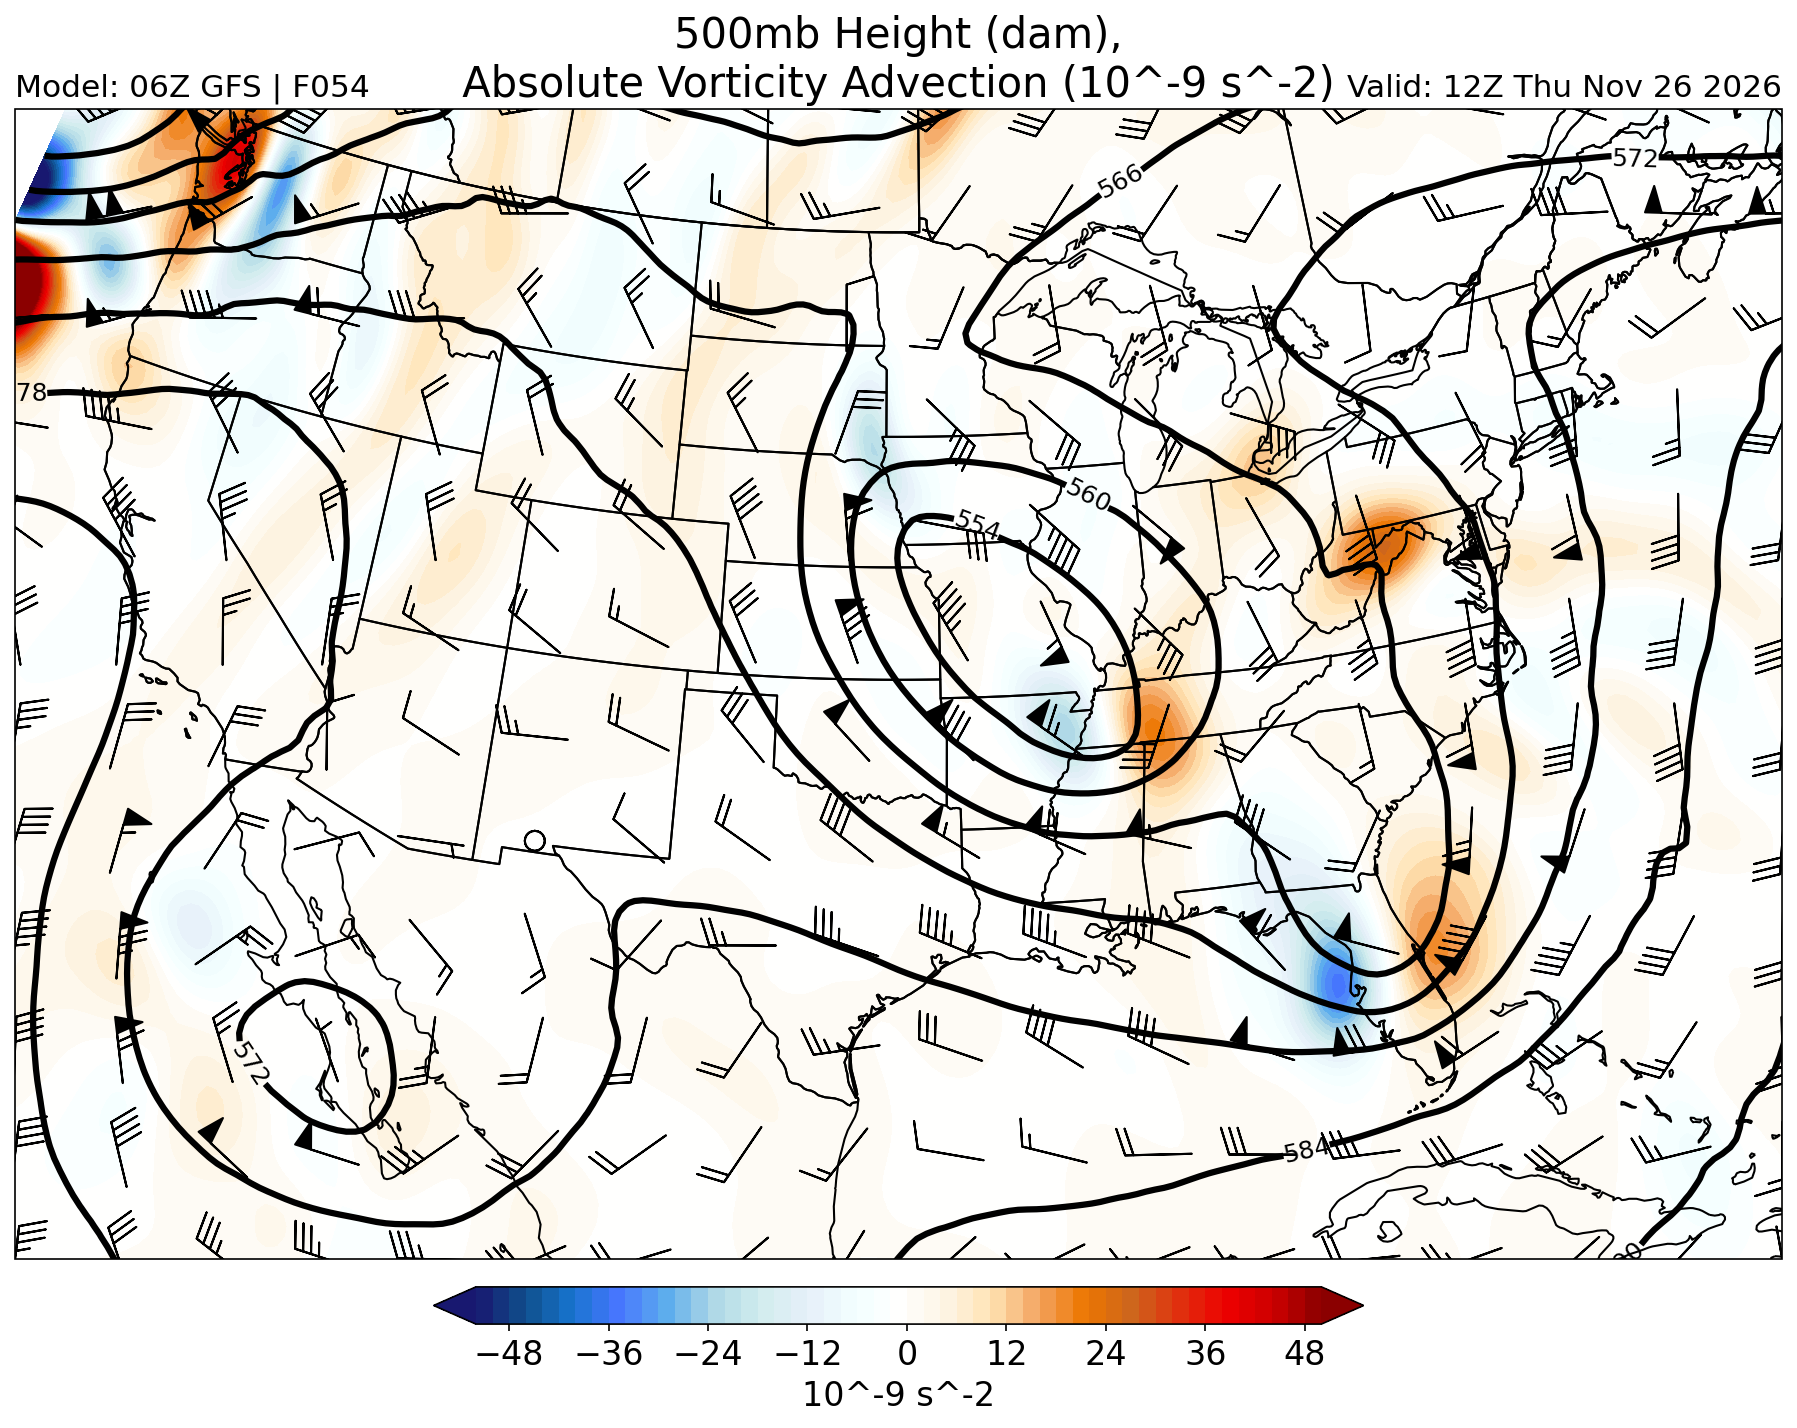 500mb Height (dam),
Model: 06Z GFS | F054
Absolute Vorticity Advection (10^-9 s^-2)
Valid: 12Z Thu Nov 26 2026
572
566
78
560
554
572
584
−48 −36 −24 −12 0 12 24 36 48
10^-9 s^-2